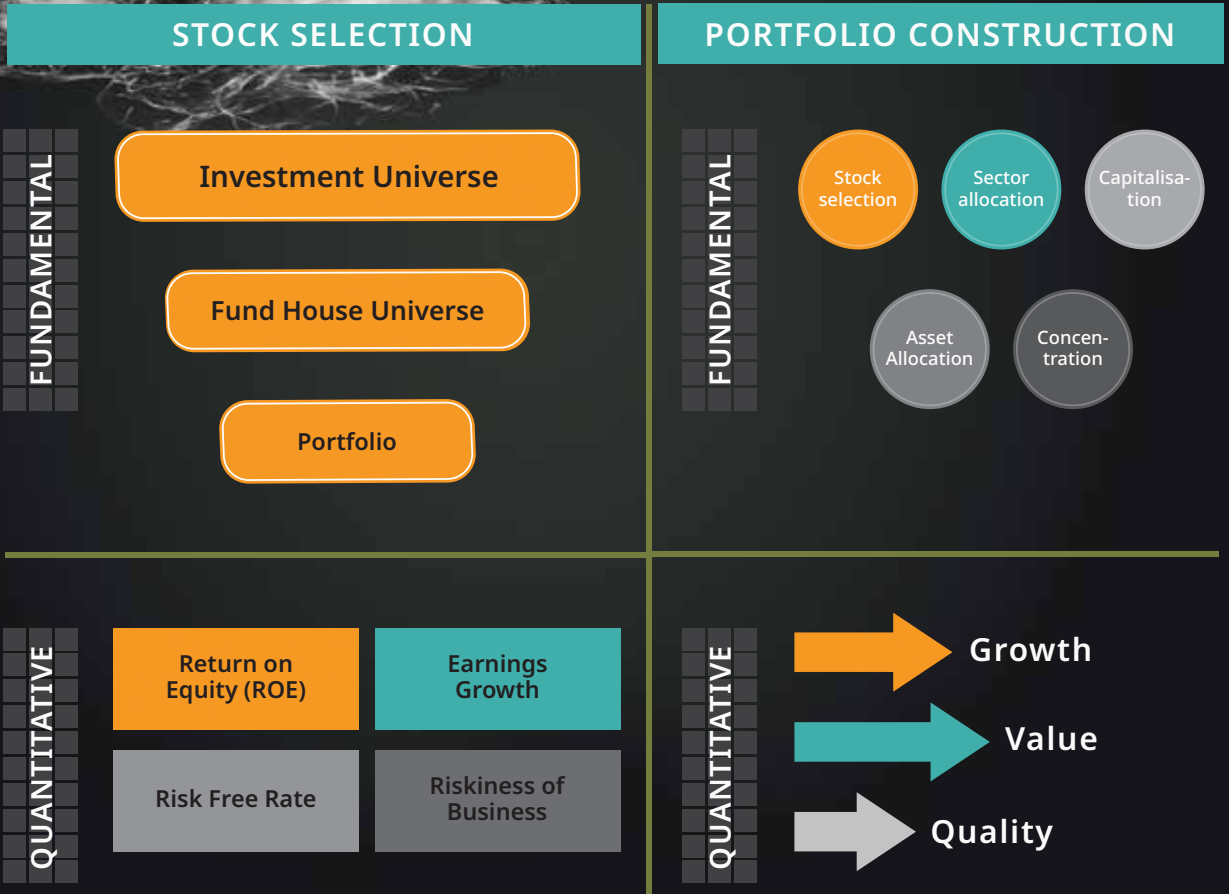 STOCK SELECTION
PORTFOLIO CONSTRUCTION
FUNDAMENTAL
Investment Universe
Fund House Universe
Portfolio
FUNDAMENTAL
Stock
selection
Sector
allocation
Capitalisa-
tion
Asset
Allocation
Concen-
tration
QUANTITATIVE
Return on
Equity (ROE)
Earnings
Growth
Risk Free Rate
Riskiness of
Business
QUANTITATIVE
Growth
Value
Quality